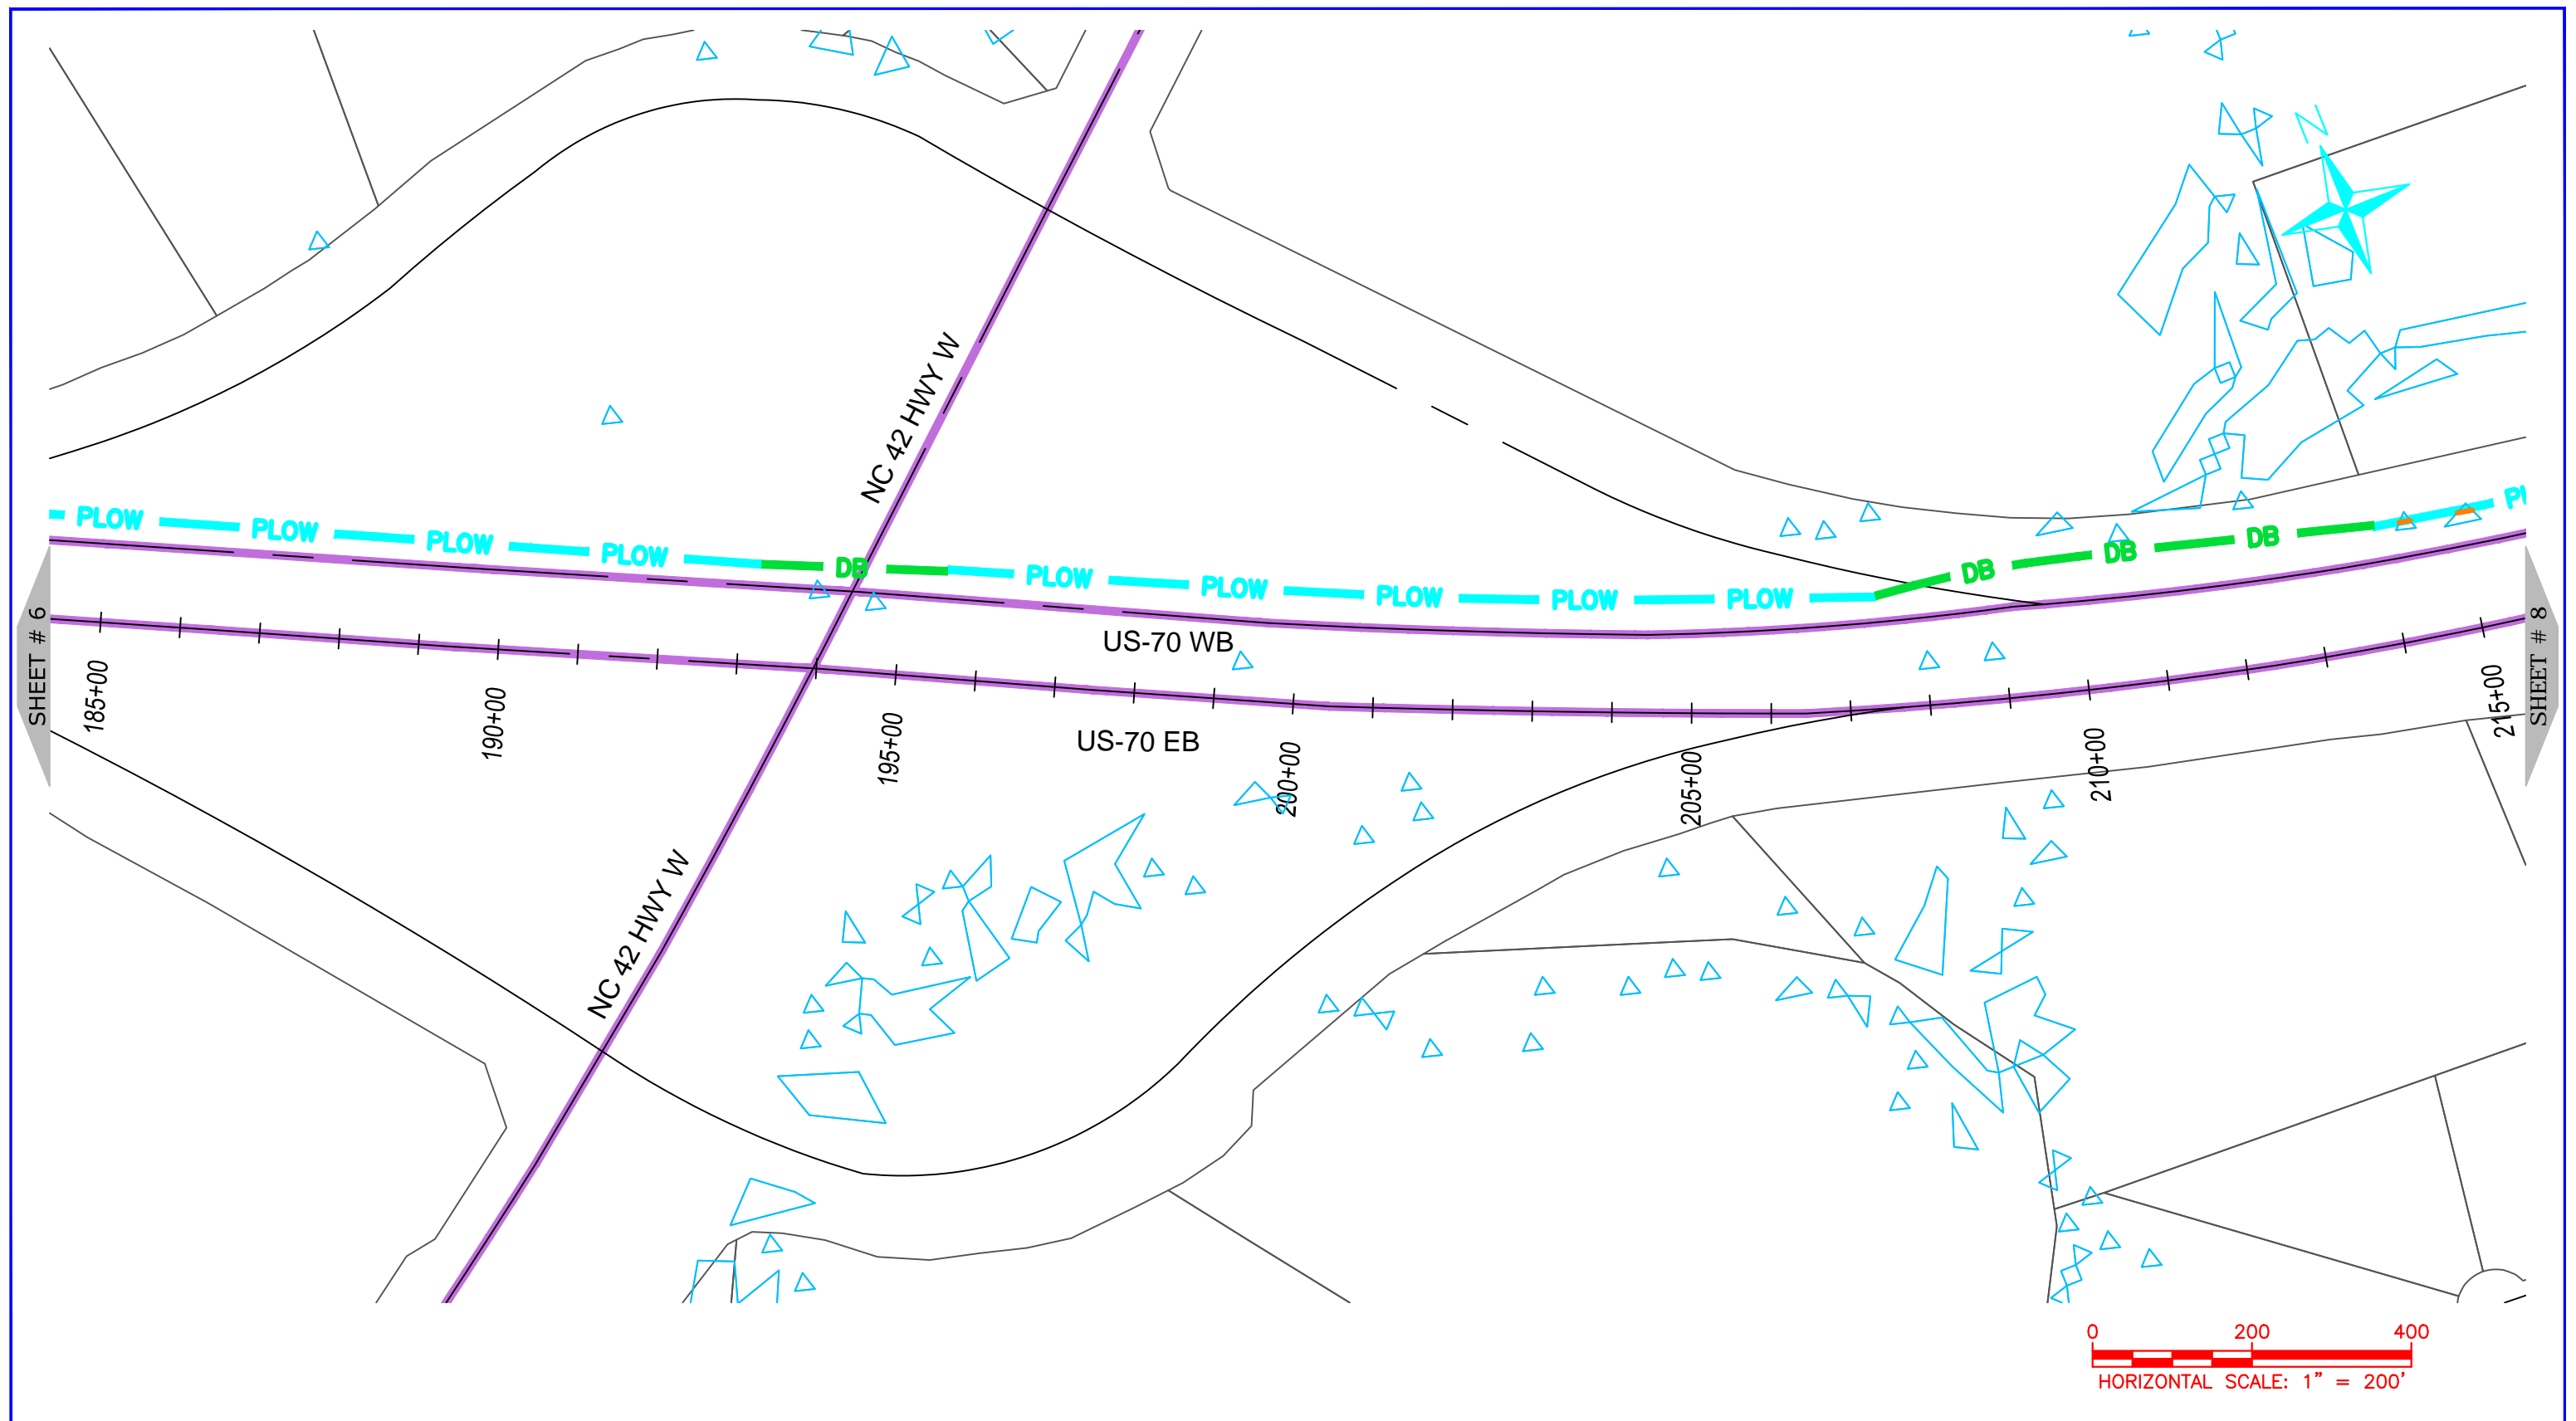 N
NC 42 HWY W
PLOW PLOW PLOW PLOW DB PLOW PLOW PLOW PLOW PLOW DB DB DB
US-70 WB
US-70 EB
SHEET # 6
SHEET # 8
185+00
190+00
195+00
200+00
205+00
210+00
215+00
NC 42 HWY W
0 200 400
HORIZONTAL SCALE: 1" = 200'